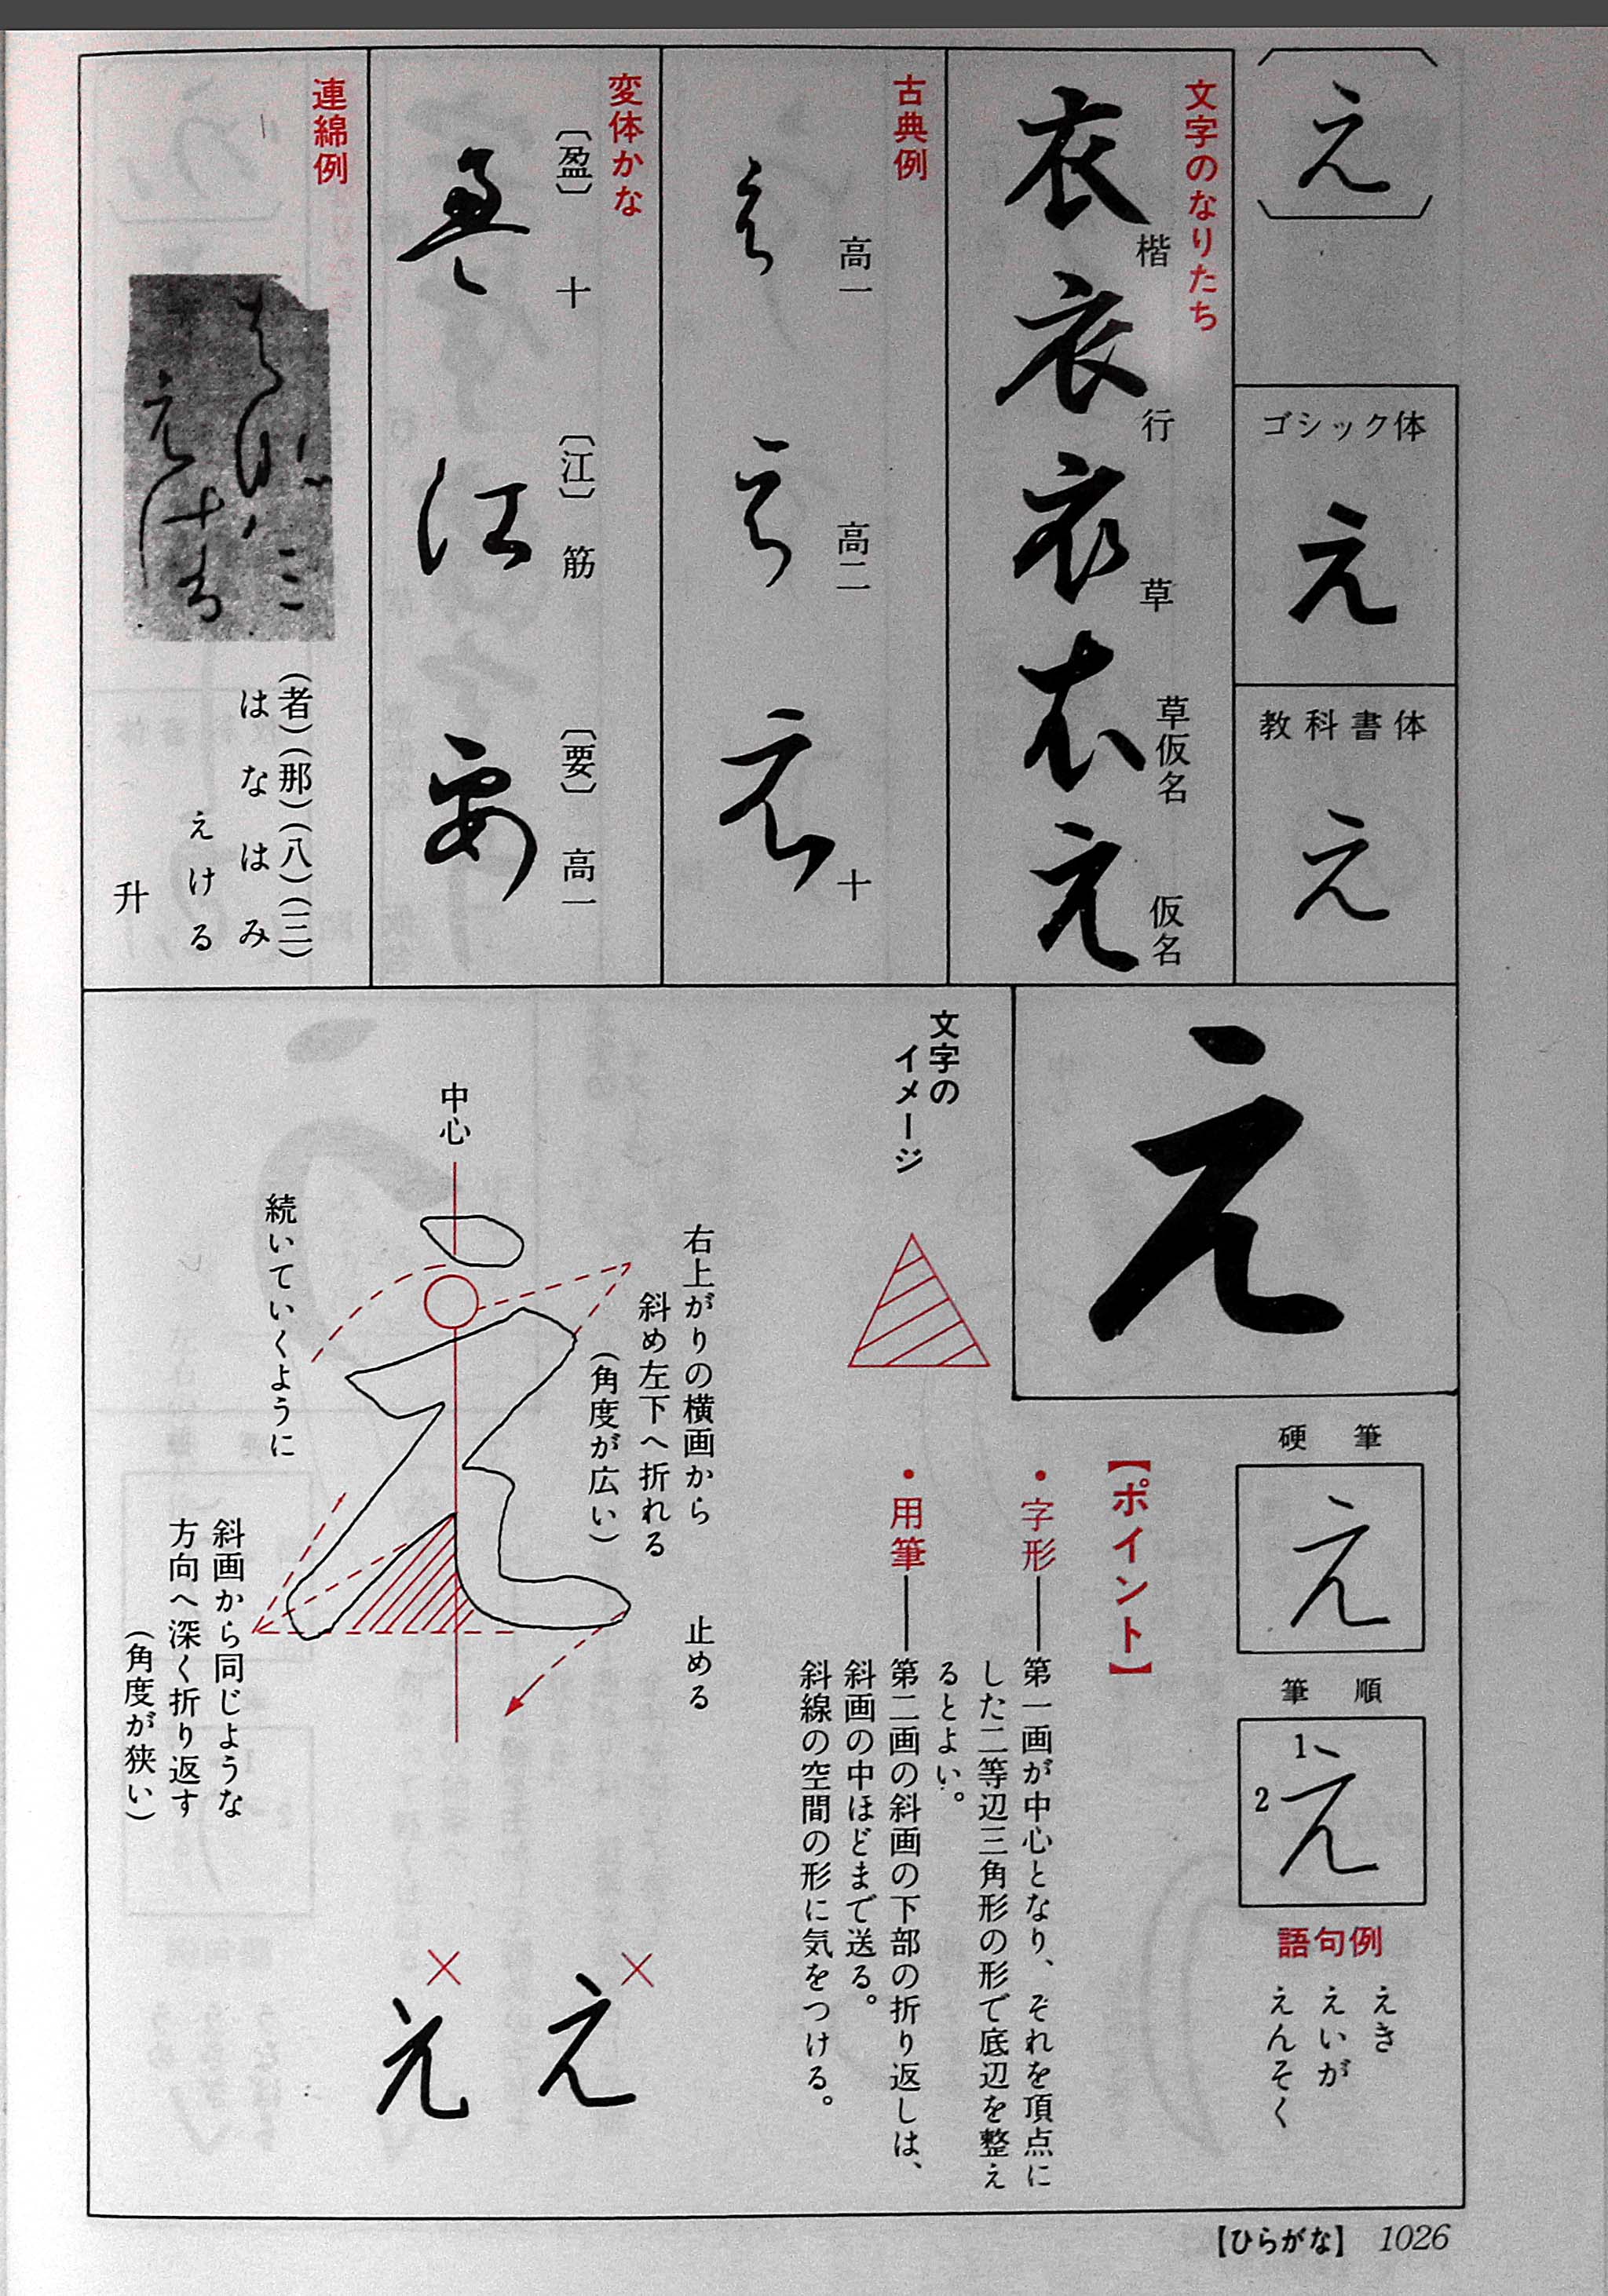 〔え〕
ゴシック体
え
教科書体
え
文字のなりたち
衣 楷
衣 行
衣 草
衣 草仮名
え 仮名
古典例
え 高一
え 高二
え 十
変体かな
〔盈〕 十
〔江〕 筋
〔要〕 高一
連綿例
(者)(那)(八)(三)
はなはみ
えける
升
え
硬筆
え
筆順
1
2
え
語句例
えき
えいが
えんそく
【ポイント】
・字形──第一画が中心となり、それを頂点に
した二等辺三角形の形で底辺を整え
るとよい。
・用筆──第二画の斜画の下部の折り返しは、
斜画の中ほどまで送る。
斜線の空間の形に気をつける。
文字の
イメージ
右上がりの横画から
斜め左下へ折れる
(角度が広い)
止める
中心
続いていくように
斜画から同じような
方向へ深く折り返す
(角度が狭い)
×
え
×
え
【ひらがな】 1026